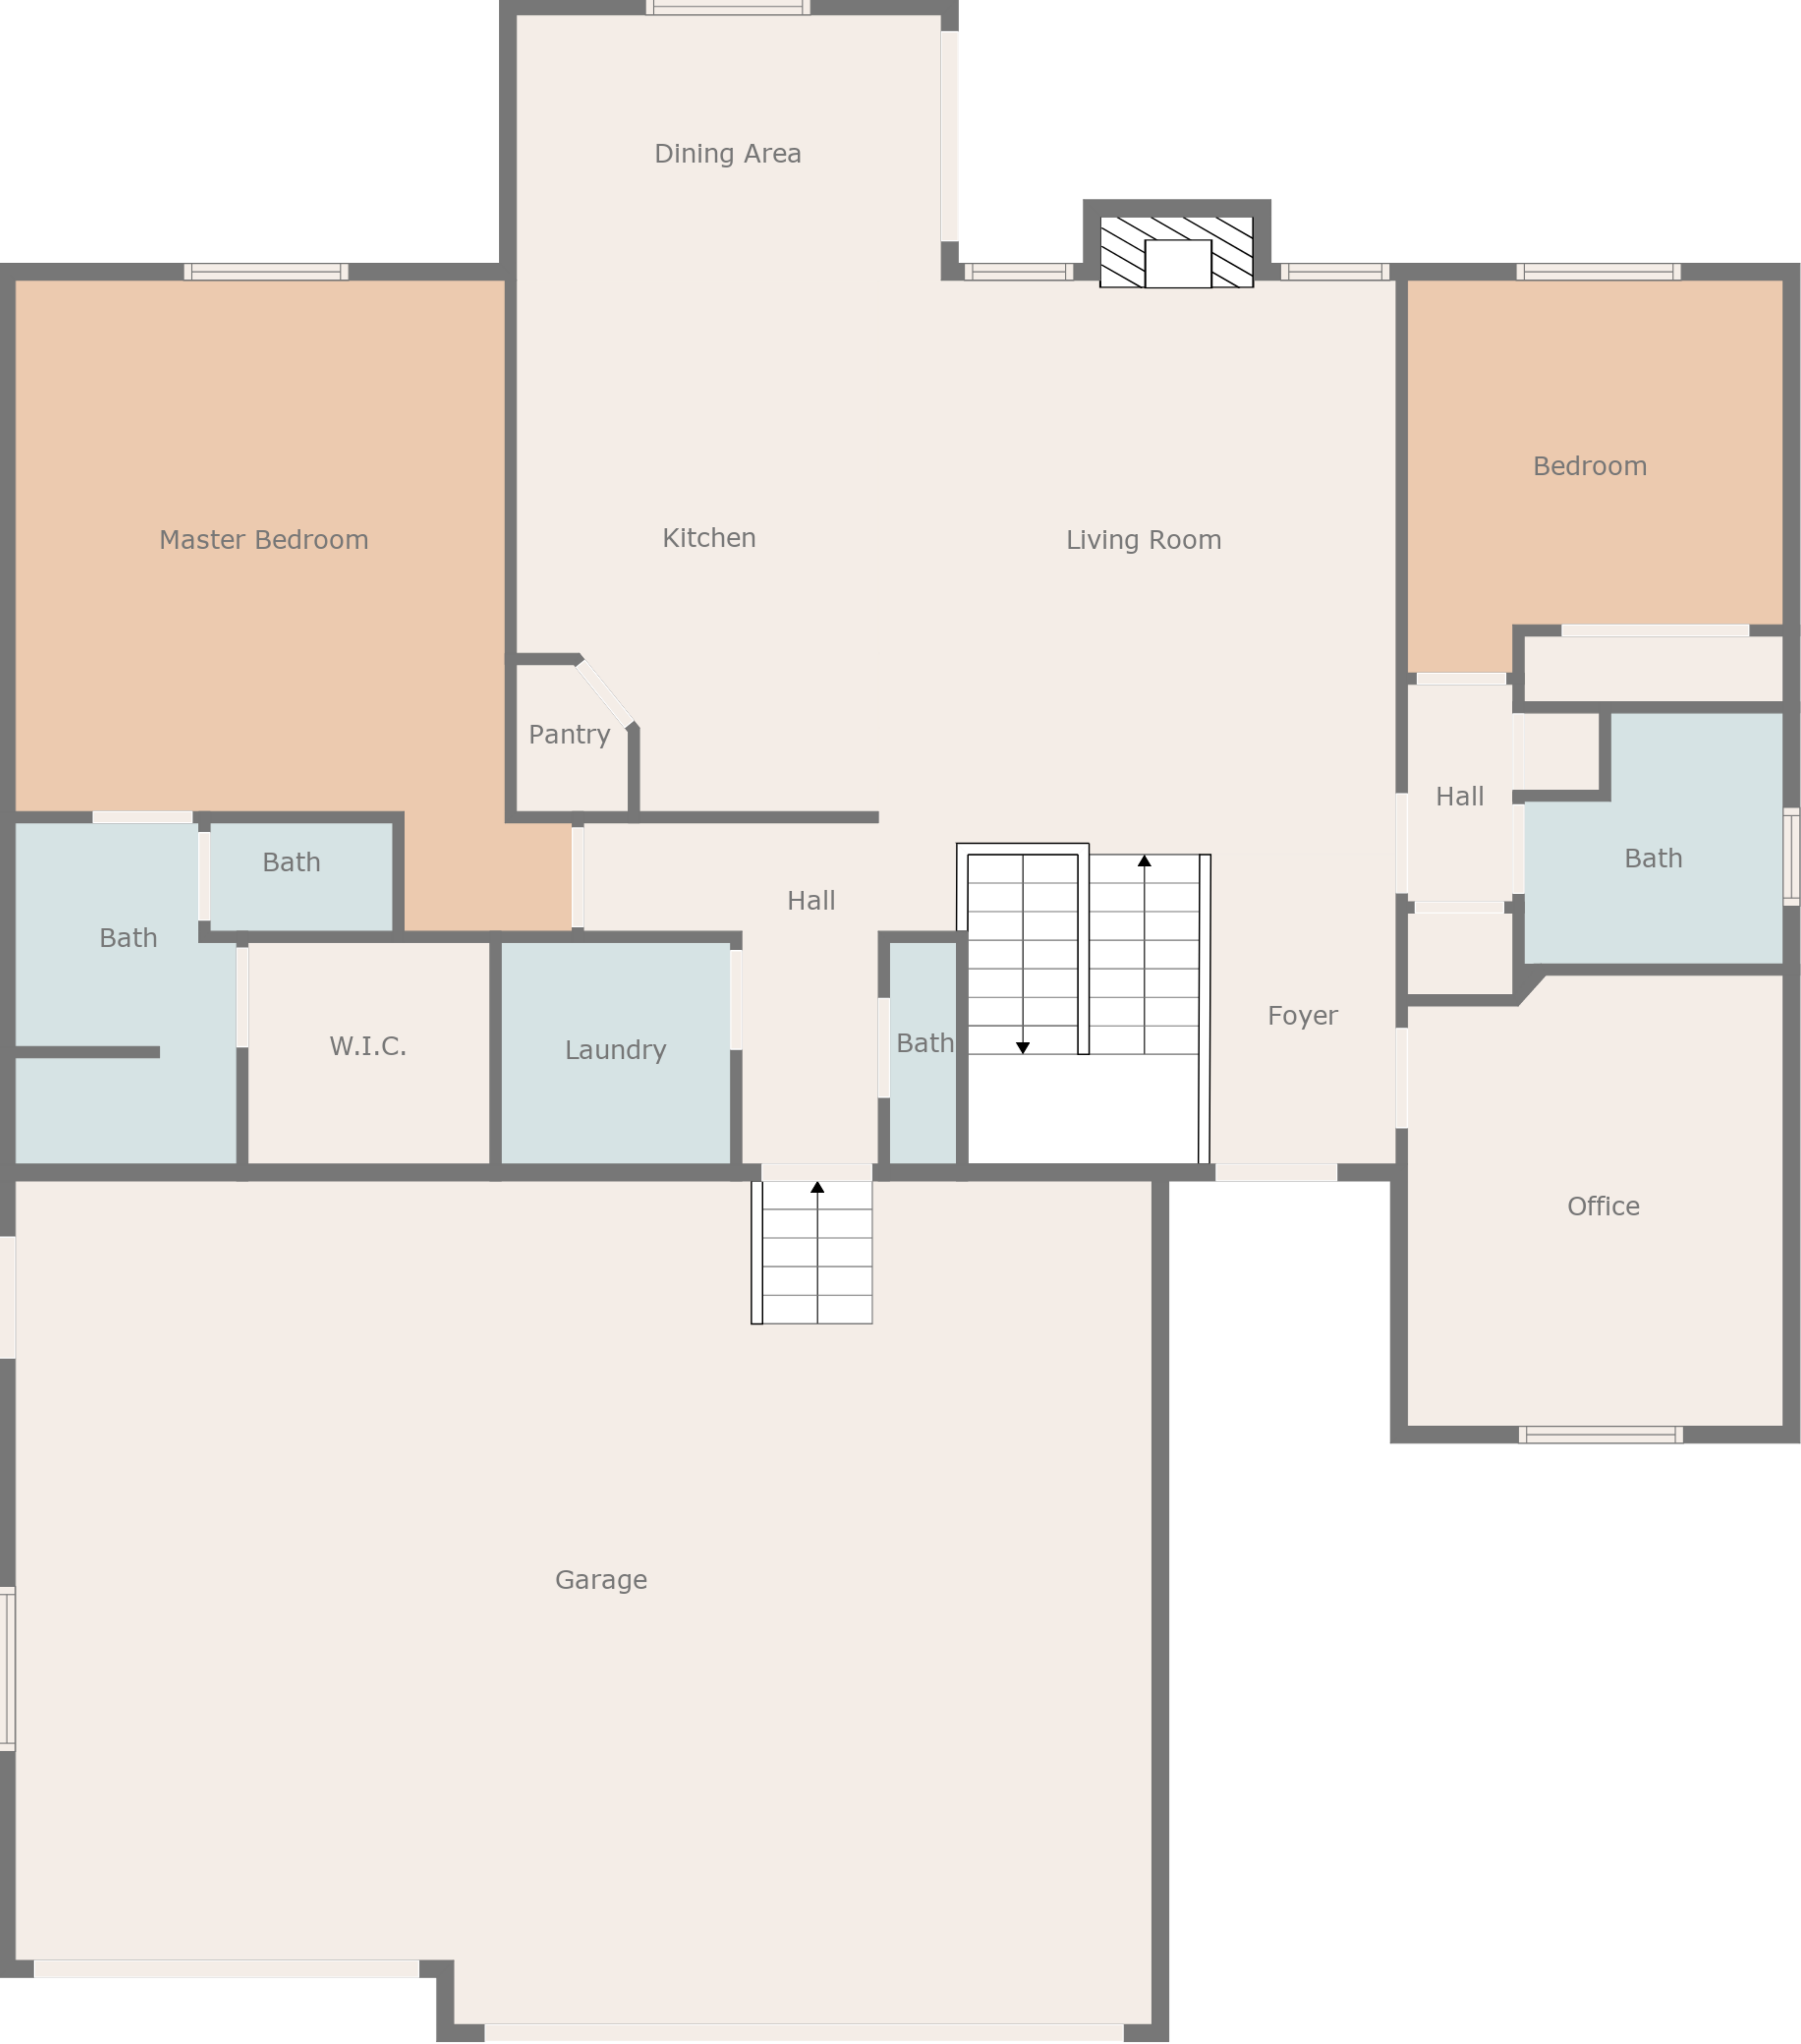 Dining Area
Bedroom
Master Bedroom
Kitchen
Living Room
Pantry
Hall
Bath
Bath
Hall
Bath
Foyer
W.I.C.
Laundry
Bath
Office
Garage